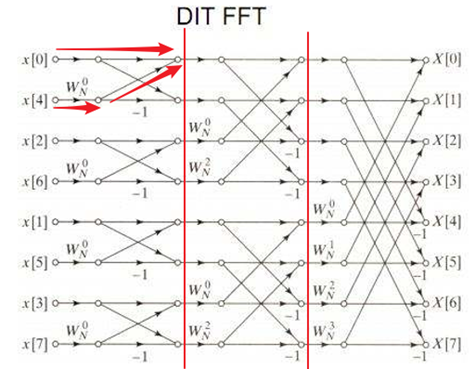 DIT FFT
x[0] X[0]
x[4] W_N^0 -1 X[1]
x[2] W_N^0 -1 X[2]
x[6] W_N^0 -1 W_N^2 -1 X[3]
x[1] W_N^0 -1 X[4]
x[5] W_N^0 -1 W_N^1 -1 X[5]
x[3] W_N^0 -1 W_N^2 -1 X[6]
x[7] W_N^0 -1 W_N^2 -1 W_N^3 -1 X[7]